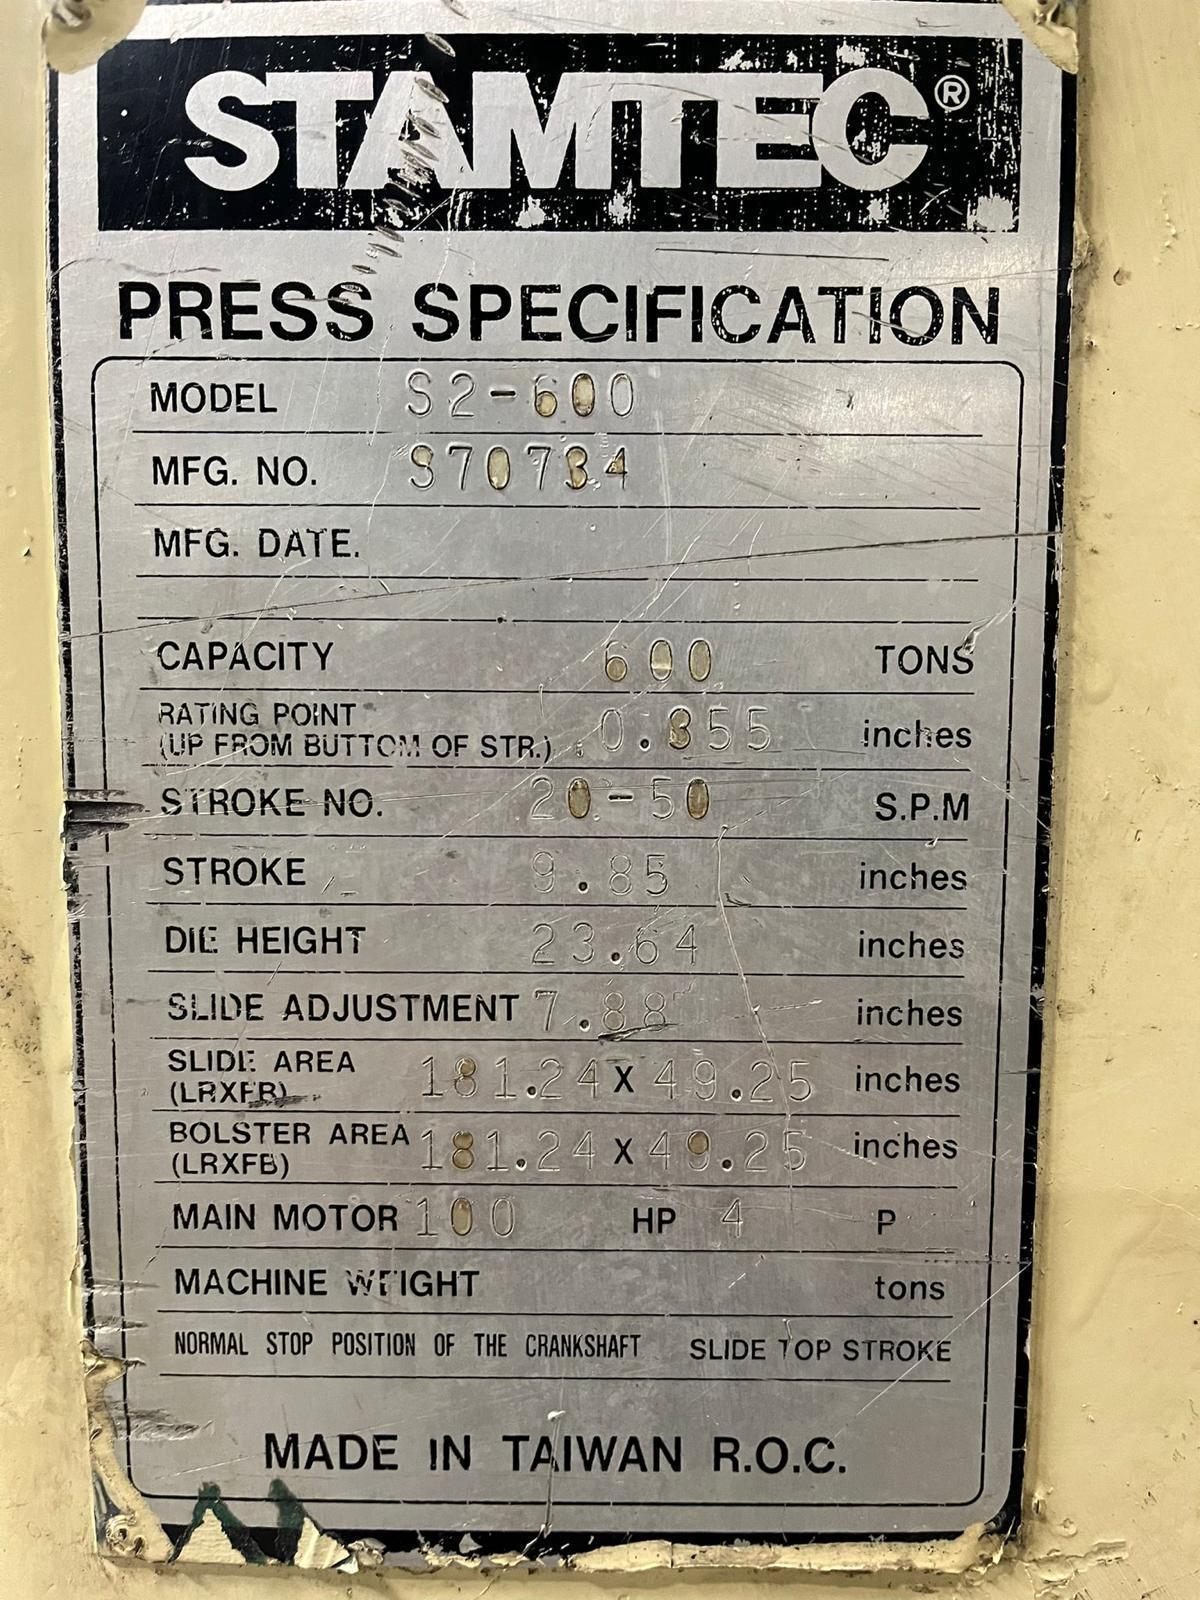 STAMTEC®
PRESS SPECIFICATION
MODEL S2-600
MFG. NO. S70734
MFG. DATE.
CAPACITY 600 TONS
RATING POINT
(UP FROM BUTTOM OF STR.) 0.355 inches
STROKE NO. 20-50 S.P.M
STROKE 9.85 inches
DIE HEIGHT 23.64 inches
SLIDE ADJUSTMENT 7.88 inches
SLIDE AREA
(LRXFB) 181.24 X 49.25 inches
BOLSTER AREA
(LRXFB) 181.24 X 49.25 inches
MAIN MOTOR 100 HP 4 P
MACHINE WEIGHT tons
NORMAL STOP POSITION OF THE CRANKSHAFT SLIDE TOP STROKE
MADE IN TAIWAN R.O.C.